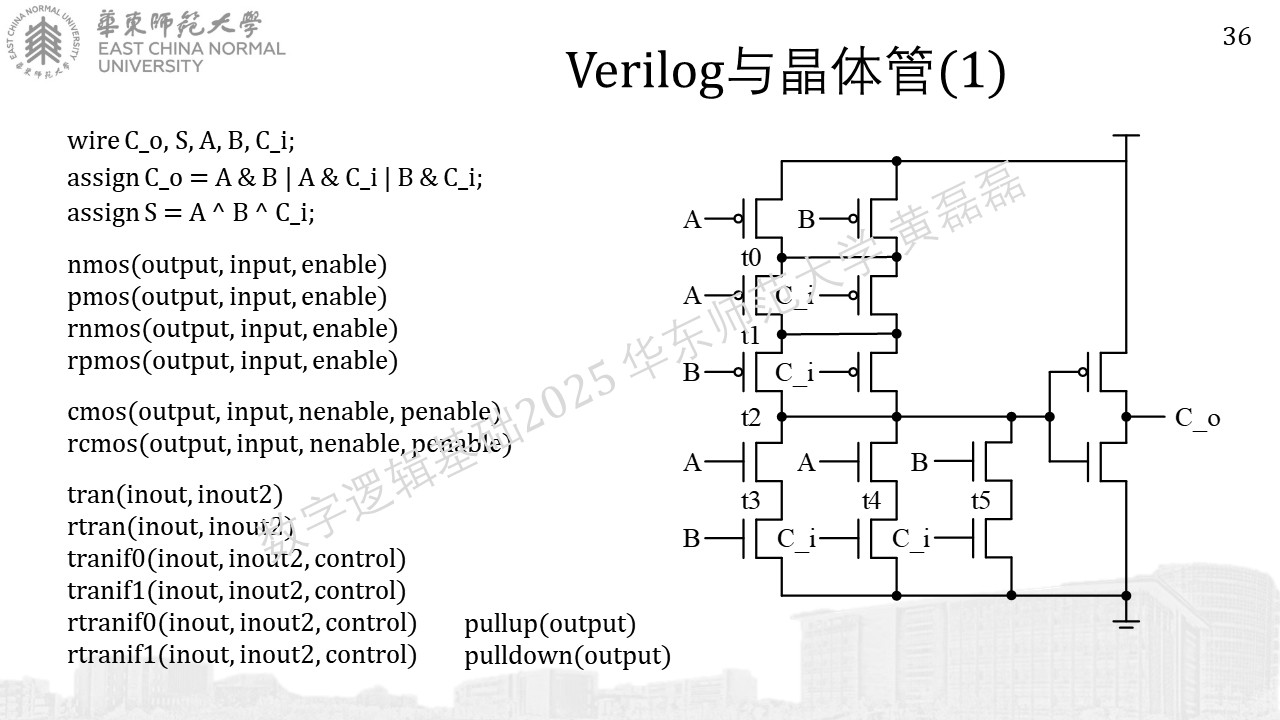 華東師範大學
EAST CHINA NORMAL
UNIVERSITY
EAST CHINA NORMAL UNIVERSITY
華東师范大学
36
Verilog与晶体管(1)
wire C_o, S, A, B, C_i;
assign C_o = A & B | A & C_i | B & C_i;
assign S = A ^ B ^ C_i;
nmos(output, input, enable)
pmos(output, input, enable)
rnmos(output, input, enable)
rpmos(output, input, enable)
cmos(output, input, nenable, penable)
rcmos(output, input, nenable, penable)
tran(inout, inout2)
rtran(inout, inout2)
tranif0(inout, inout2, control)
tranif1(inout, inout2, control)
rtranif0(inout, inout2, control)
rtranif1(inout, inout2, control)
pullup(output)
pulldown(output)
A B
t0
A C_i
t1
B C_i
t2 C_o
A A B
t3 t4 t5
B C_i C_i
数字逻辑基础2025 华东师范大学 黄磊磊